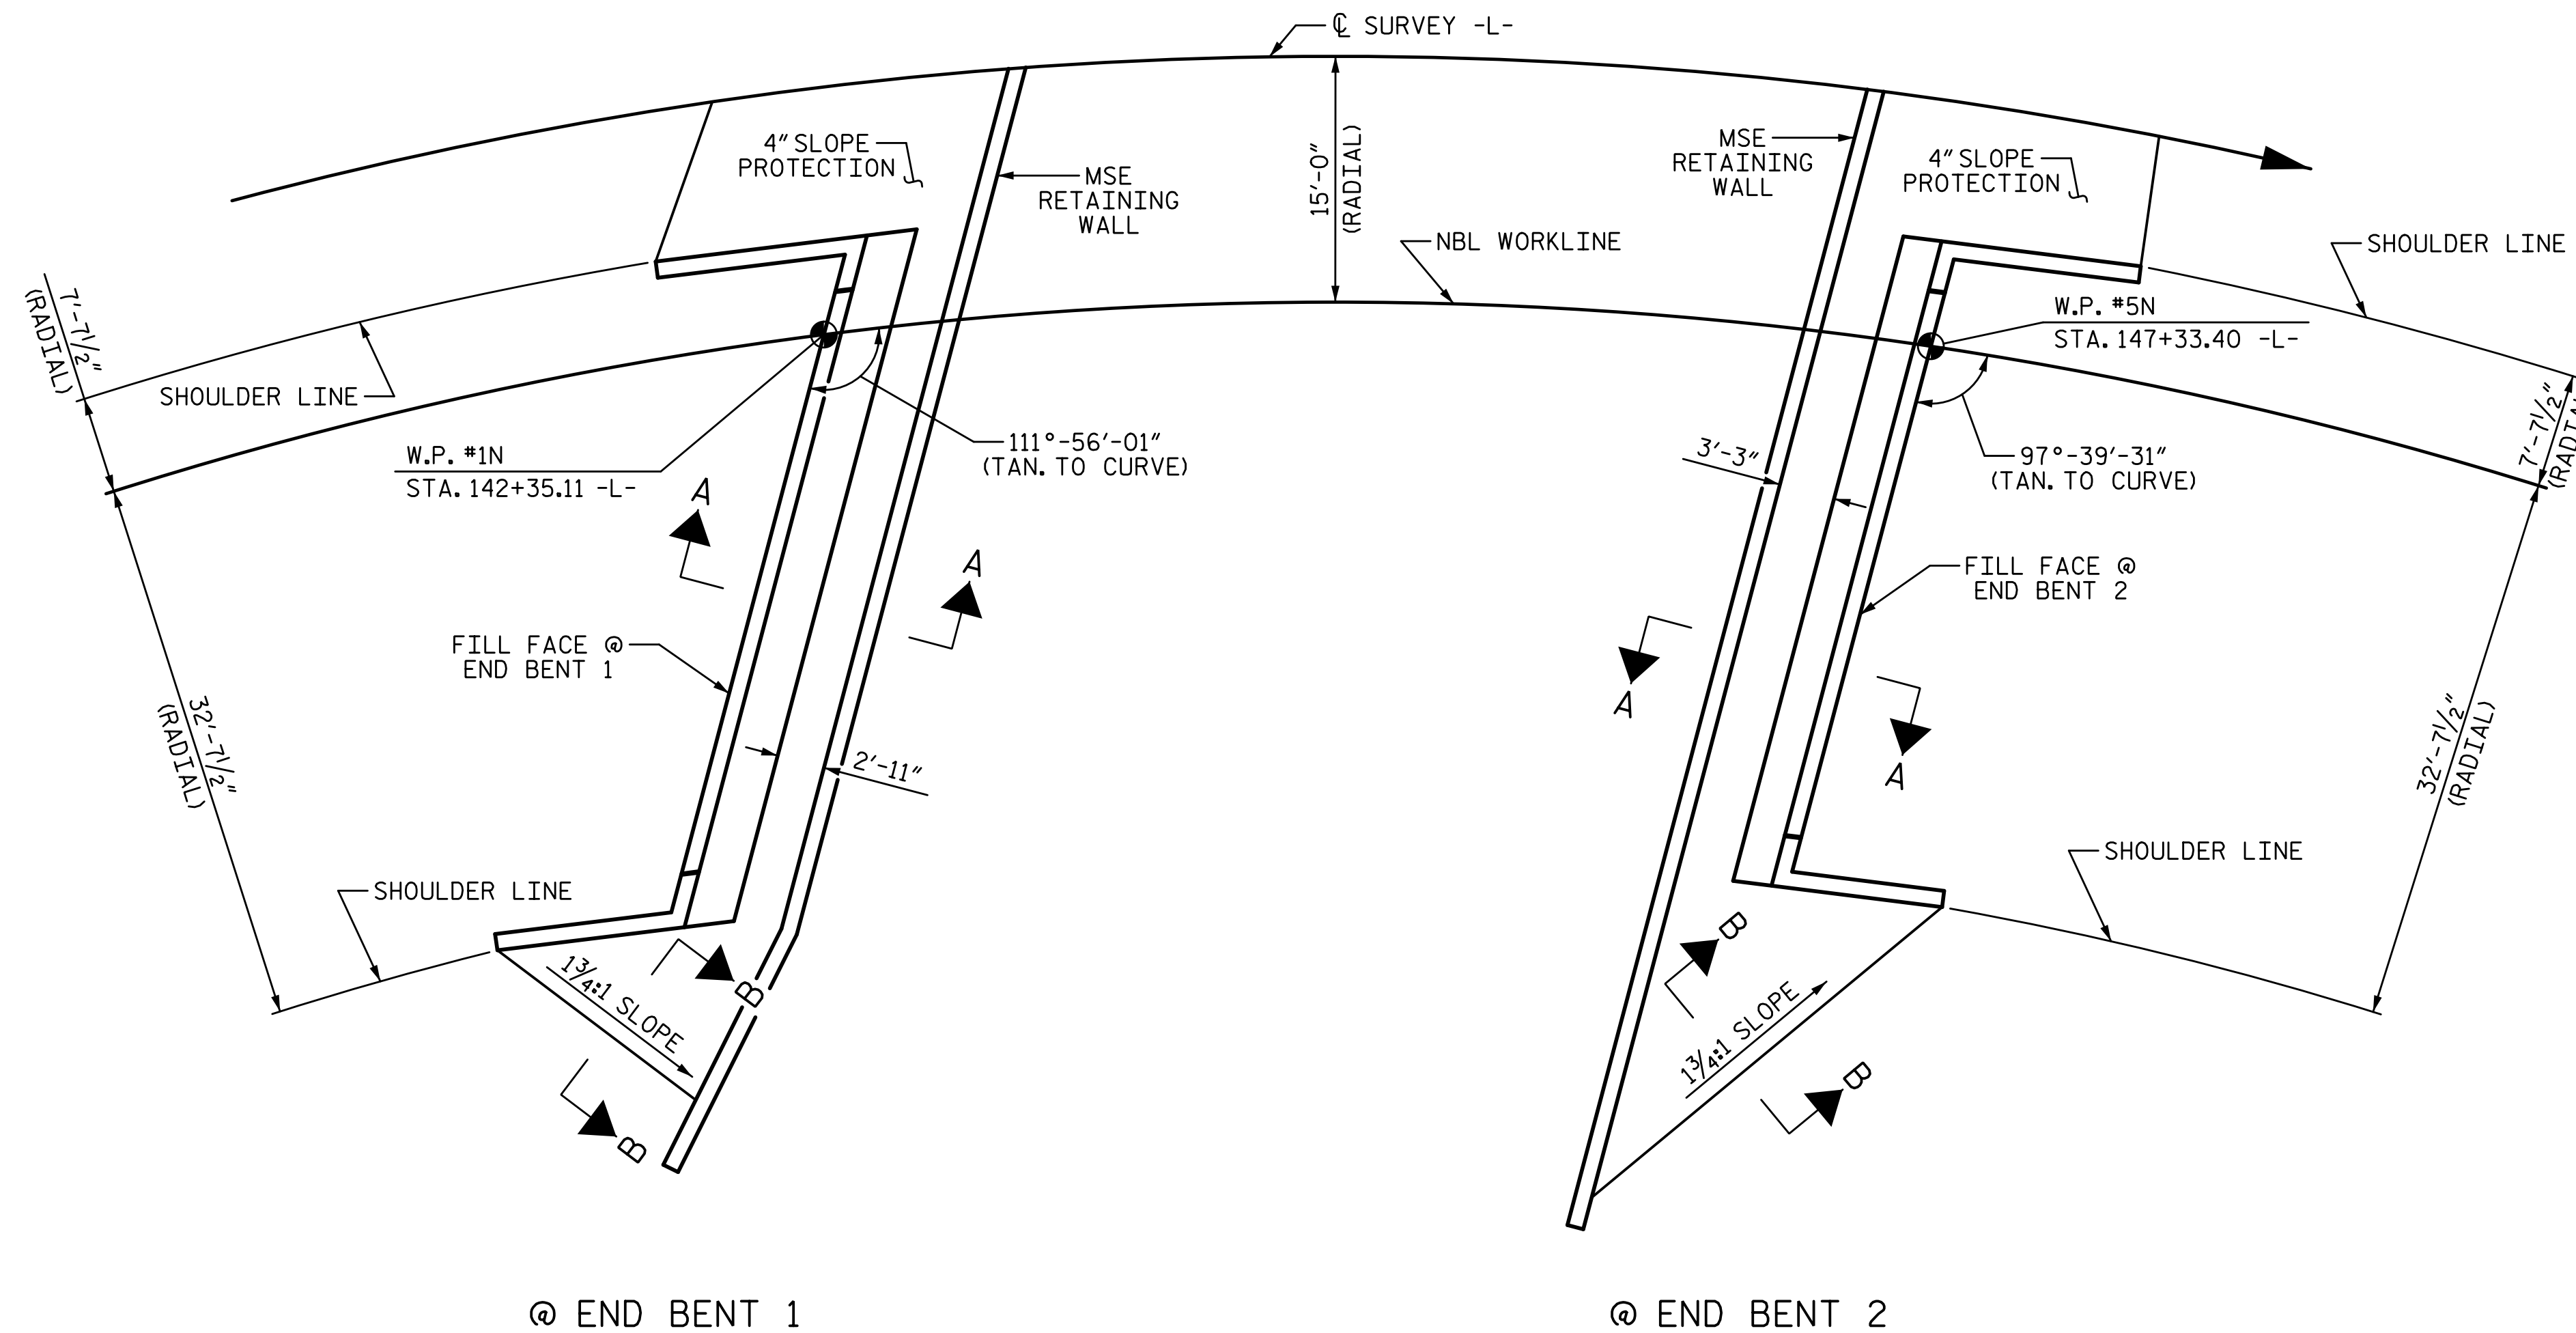 ℄ SURVEY -L-
4" SLOPE
PROTECTION
MSE
RETAINING
WALL
15'-0"
(RADIAL)
NBL WORKLINE
MSE
RETAINING
WALL
4" SLOPE
PROTECTION
SHOULDER LINE
7'-7½"
(RADIAL)
SHOULDER LINE
W.P. #1N
STA. 142+35.11 -L-
111°-56'-01"
(TAN. TO CURVE)
W.P. #5N
STA. 147+33.40 -L-
97°-39'-31"
(TAN. TO CURVE)
7'-7½"
3'-3"
A
A
FILL FACE @
END BENT 1
FILL FACE @
END BENT 2
A
A
32'-7½"
(RADIAL)
2'-11"
32'-7½"
(RADIAL)
SHOULDER LINE
SHOULDER LINE
1¾:1 SLOPE
B
B
1¾:1 SLOPE
B
B
@ END BENT 1
@ END BENT 2